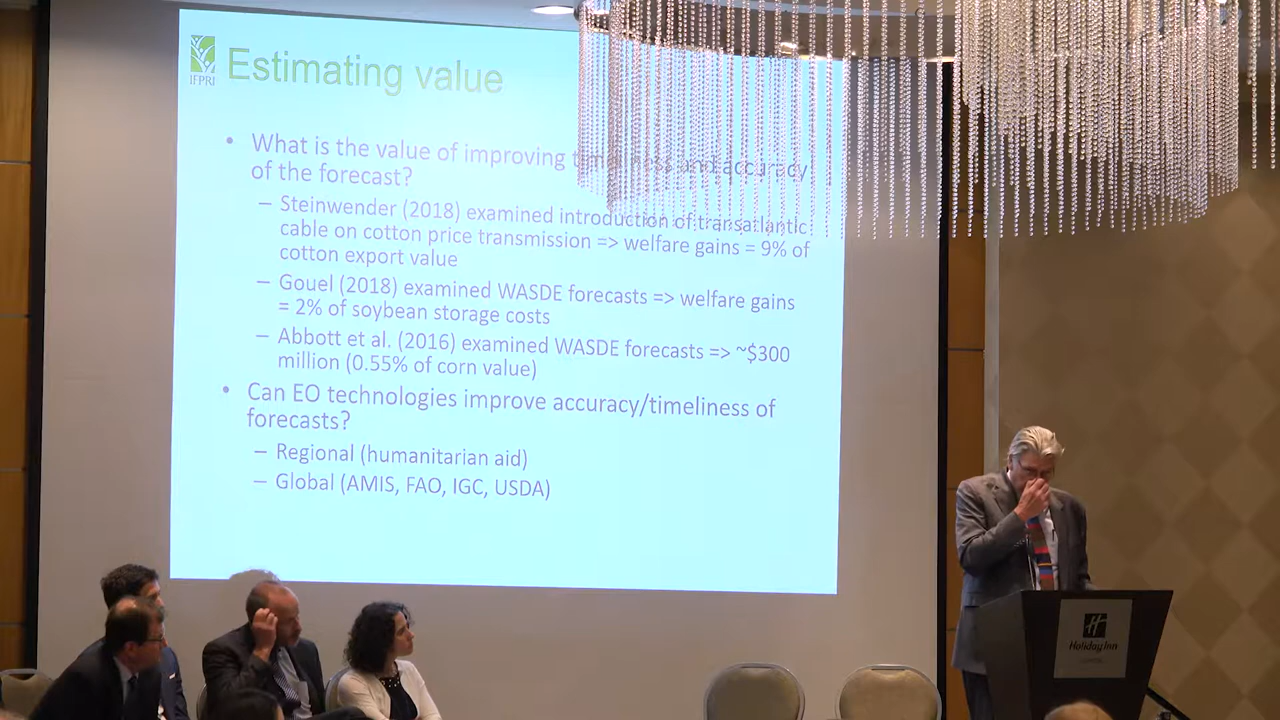 IFPRI
Estimating value
• What is the value of improving timeliness and accuracy
of the forecast?
– Steinwender (2018) examined introduction of transatlantic
cable on cotton price transmission => welfare gains = 9% of
cotton export value
– Gouel (2018) examined WASDE forecasts => welfare gains
= 2% of soybean storage costs
– Abbott et al. (2016) examined WASDE forecasts => ~$300
million (0.55% of corn value)
• Can EO technologies improve accuracy/timeliness of
forecasts?
– Regional (humanitarian aid)
– Global (AMIS, FAO, IGC, USDA)
H
Holiday Inn